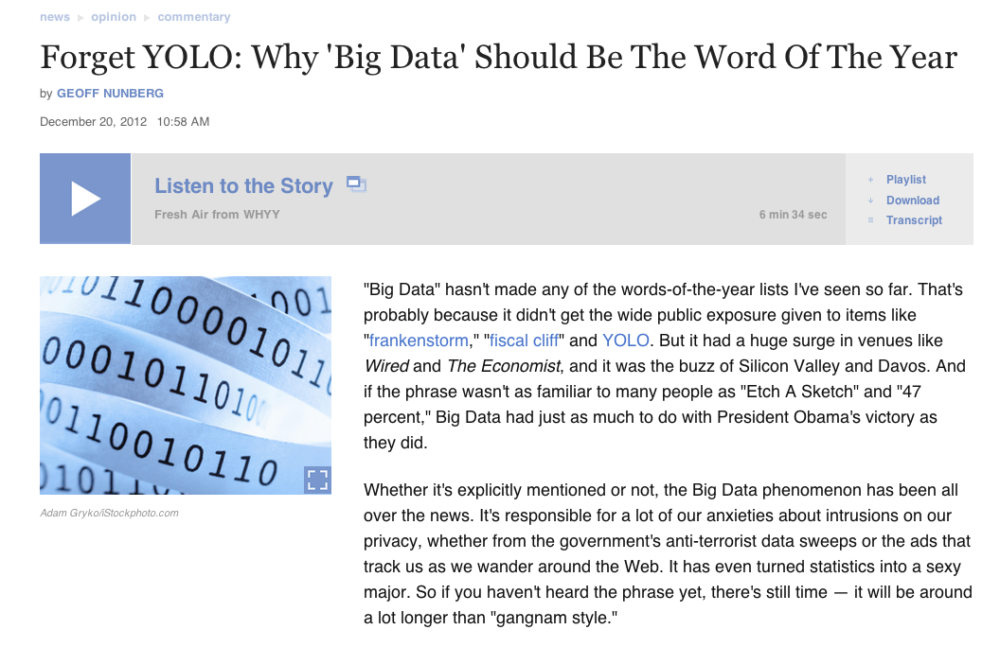 news ▸ opinion ▸ commentary
Forget YOLO: Why 'Big Data' Should Be The Word Of The Year
by GEOFF NUNBERG
December 20, 2012 10:58 AM
Listen to the Story
Fresh Air from WHYY
6 min 34 sec
Playlist
Download
Transcript
"Big Data" hasn't made any of the words-of-the-year lists I've seen so far. That's
probably because it didn't get the wide public exposure given to items like
"frankenstorm," "fiscal cliff" and YOLO. But it had a huge surge in venues like
Wired and The Economist, and it was the buzz of Silicon Valley and Davos. And
if the phrase wasn't as familiar to many people as "Etch A Sketch" and "47
percent," Big Data had just as much to do with President Obama's victory as
they did.
Whether it's explicitly mentioned or not, the Big Data phenomenon has been all
over the news. It's responsible for a lot of our anxieties about intrusions on our
privacy, whether from the government's anti-terrorist data sweeps or the ads that
track us as we wander around the Web. It has even turned statistics into a sexy
major. So if you haven't heard the phrase yet, there's still time — it will be around
a lot longer than "gangnam style."
0001011010
01100010110
Adam Gryko/iStockphoto.com